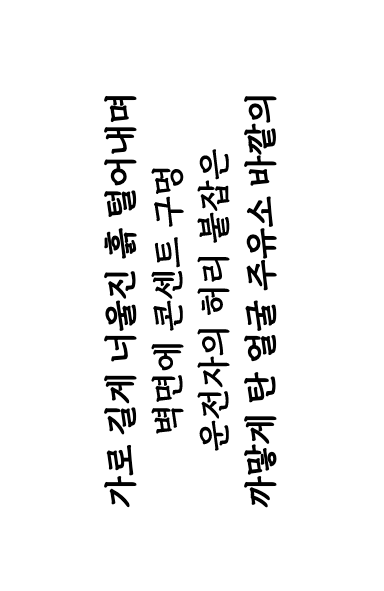 가로 길게 너울진 흙 털어내며
벽면에 콘센트 구멍
운전자의 허리 붙잡은
까맣게 탄 얼굴 주유소 바깥의